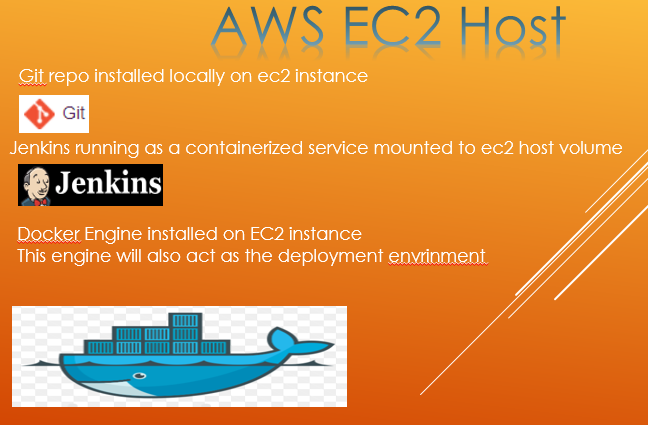 AWS EC2 Host
Git repo installed locally on ec2 instance
Git
Jenkins running as a containerized service mounted to ec2 host volume
Jenkins
Docker Engine installed on EC2 instance
This engine will also act as the deployment envrinment